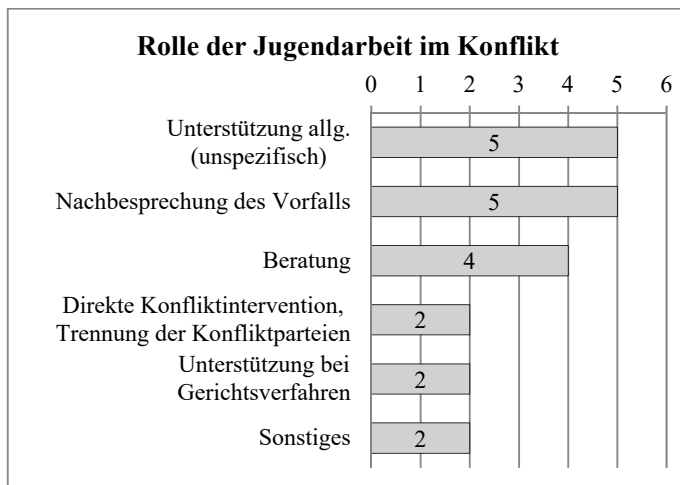 Rolle der Jugendarbeit im Konflikt
0 1 2 3 4 5 6
Unterstützung allg.
(unspezifisch)
5
Nachbesprechung des Vorfalls
5
Beratung
4
Direkte Konfliktintervention,
Trennung der Konfliktparteien
2
Unterstützung bei
Gerichtsverfahren
2
Sonstiges
2